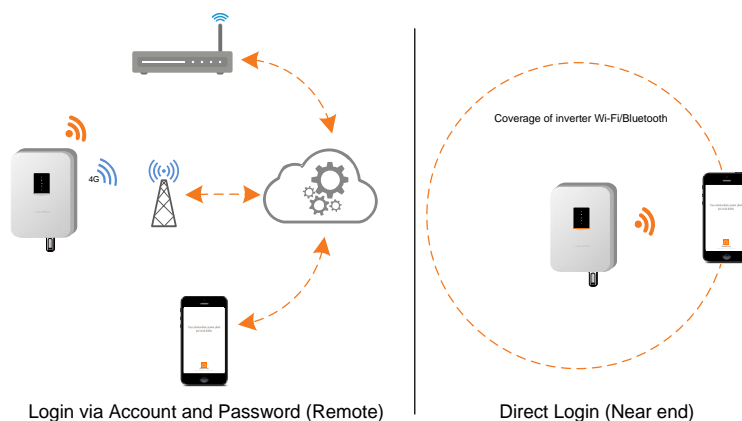 Coverage of inverter Wi-Fi/Bluetooth
4G
Login via Account and Password (Remote)
Direct Login (Near end)